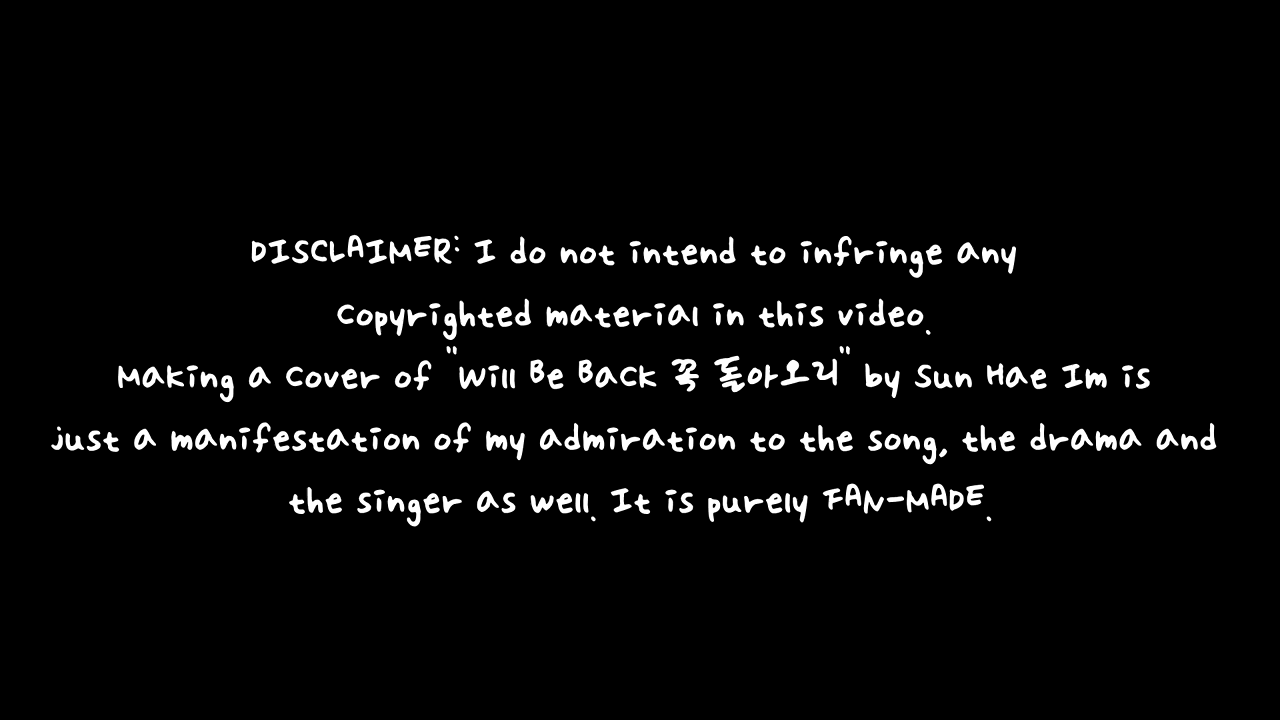 DISCLAIMER: I do not intend to infringe any
Copyrighted material in this video.
Making a cover of "Will Be Back 꼭 돌아오리" by Sun Hae Im is
just a manifestation of my admiration to the song, the drama and
the singer as well. It is purely FAN-MADE.